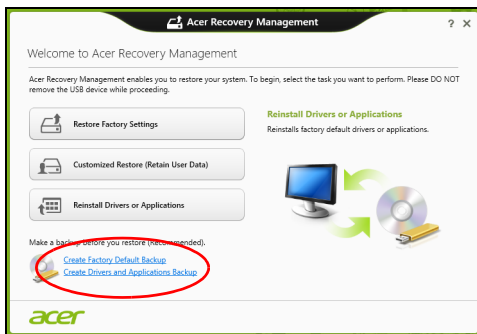 Acer Recovery Management
? X
Welcome to Acer Recovery Management
Acer Recovery Management enables you to restore your system. To begin, select the task you want to perform. Please DO NOT
remove the USB device while proceeding.
Restore Factory Settings
Customized Restore (Retain User Data)
Reinstall Drivers or Applications
Reinstall Drivers or Applications
Reinstalls factory default drivers or applications.
Make a backup before you restore (Recommended).
Create Factory Default Backup
Create Drivers and Applications Backup
acer